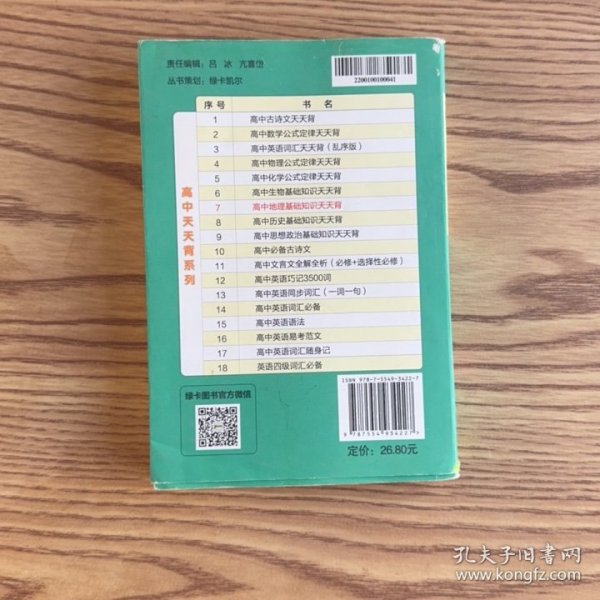 责任编辑：吕 冰 亢喜岱
丛书策划：绿卡凯尔
2200100100041
高中天天背系列
序号 书名
1 高中古诗文天天背
2 高中数学公式定律天天背
3 高中英语词汇天天背（乱序版）
4 高中物理公式定律天天背
5 高中化学公式定律天天背
6 高中生物基础知识天天背
7 高中地理基础知识天天背
8 高中历史基础知识天天背
9 高中思想政治基础知识天天背
10 高中必备古诗文
11 高中文言文全解全析（必修+选择性必修）
12 高中英语巧记3500词
13 高中英语同步词汇（一词一句）
14 高中英语词汇必备
15 高中英语语法
16 高中英语易考范文
17 高中英语词汇随身记
18 英语四级词汇必备
绿卡图书官方微信
ISBN 978-7-5549-3422-7
9 787554 934227 >
定价：26.80元
孔夫子旧书网
www.kongfz.com